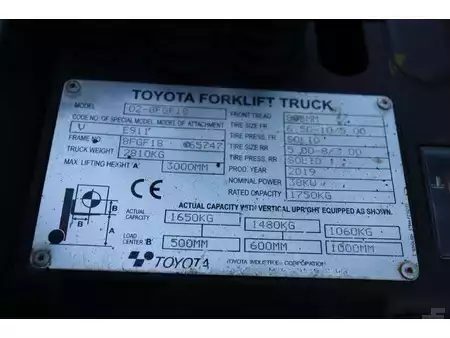 TOYOTA FORKLIFT TRUCK
MODEL 02-8FGF18
CODE NO. OF SPECIAL MODEL MODEL OF ATTACHMENT
V E911
FRAME NO. 8FGF18 65747
TRUCK WEIGHT 2810KG
MAX. LIFTING HEIGHT 'A' 3000MM
FRONT TREAD
TIRE SIZE FR 6.50-10/5.00
TIRE PRESS. FR SOLID
TIRE SIZE RR 5.00-8/3.00
TIRE PRESS. RR SOLID
PROD. YEAR 2019
NOMINAL POWER 38KW
RATED CAPACITY 1750KG
CE
ACTUAL CAPACITY WITH VERTICAL UPRIGHT EQUIPPED AS SHOWN.
ACTUAL CAPACITY 1650KG 1480KG 1060KG
LOAD CENTER 'B' 500MM 600MM 1000MM
B B A
TOYOTA TOYOTA INDUSTRIES CORPORATION